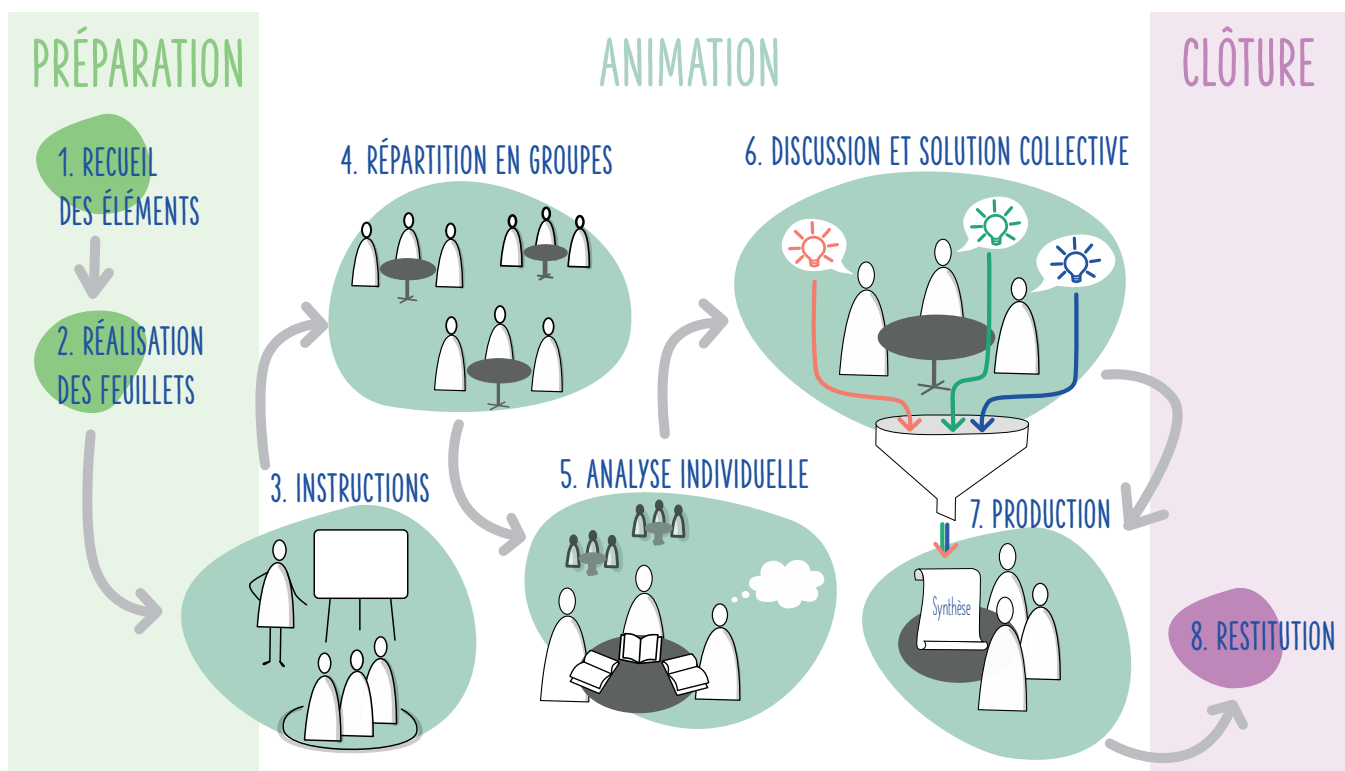 PRÉPARATION
ANIMATION
CLÔTURE
1. RECUEIL
DES ÉLÉMENTS
2. RÉALISATION
DES FEUILLETS
3. INSTRUCTIONS
4. RÉPARTITION EN GROUPES
5. ANALYSE INDIVIDUELLE
6. DISCUSSION ET SOLUTION COLLECTIVE
7. PRODUCTION
Synthèse
8. RESTITUTION